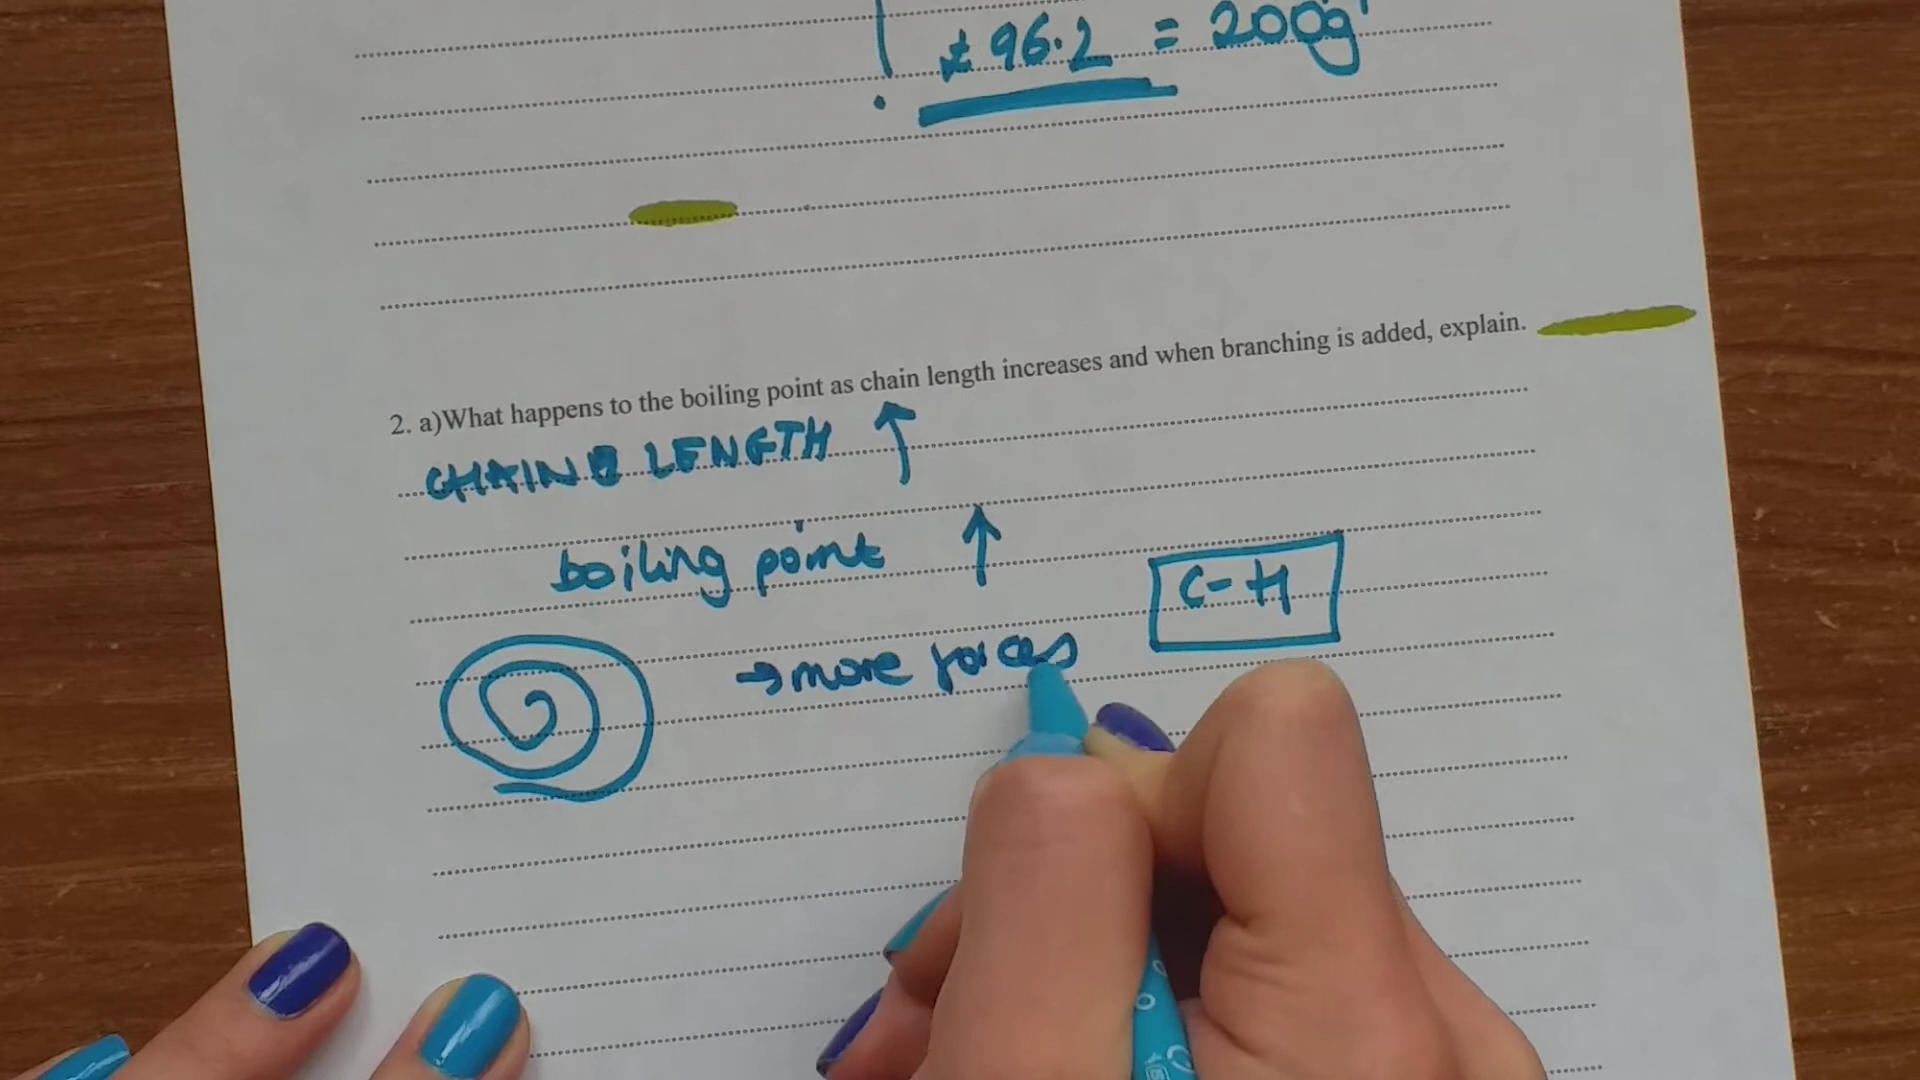 £96.2 = 200g
2. a)What happens to the boiling point as chain length increases and when branching is added, explain.
CHAIN LENGTH ↑
boiling point ↑
C-H
→ more forces